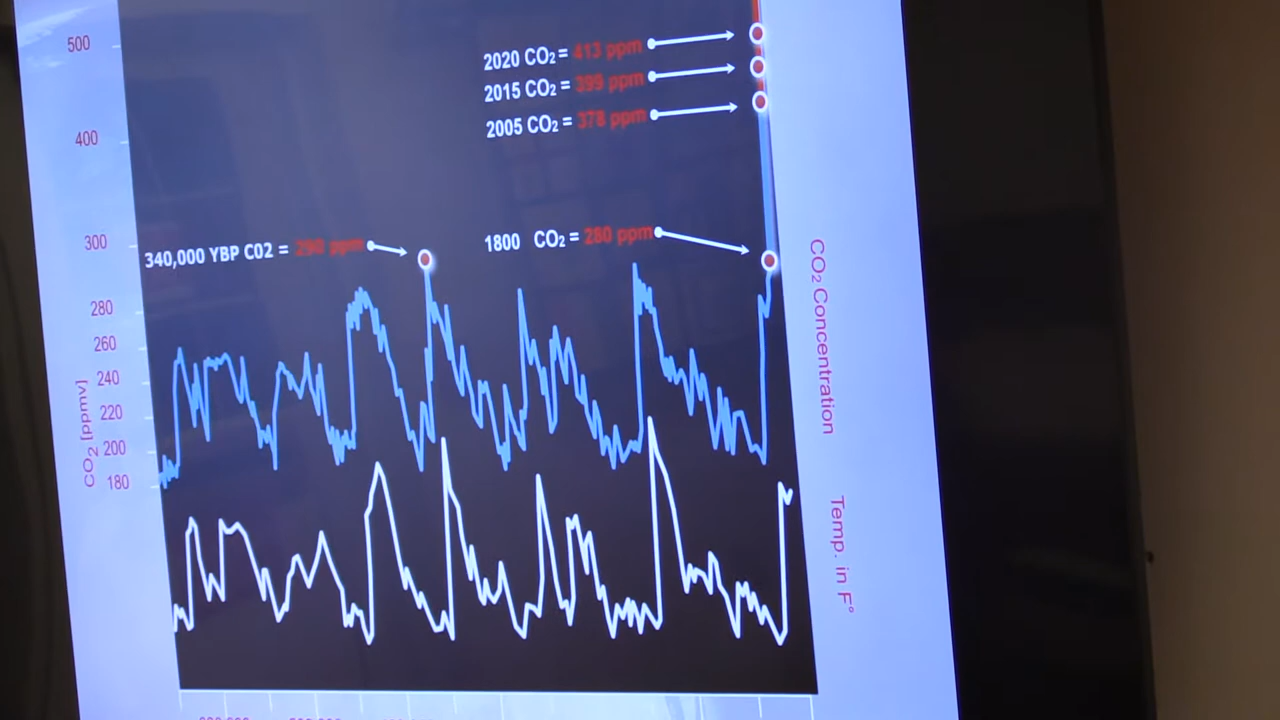 500
2020 CO₂ = 413 ppm
2015 CO₂ = 399 ppm
400
2005 CO₂ = 378 ppm
300
340,000 YBP C02 = 290 ppm
1800 CO₂ = 280 ppm
280
260
240
220
200
180
CO₂ [ppmv]
CO₂ Concentration
Temp. in F°